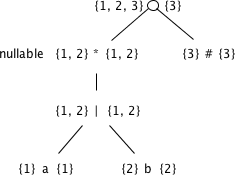 {1, 2, 3} {3}
nullable {1, 2} * {1, 2} {3} # {3}
{1, 2} | {1, 2}
{1} a {1} {2} b {2}